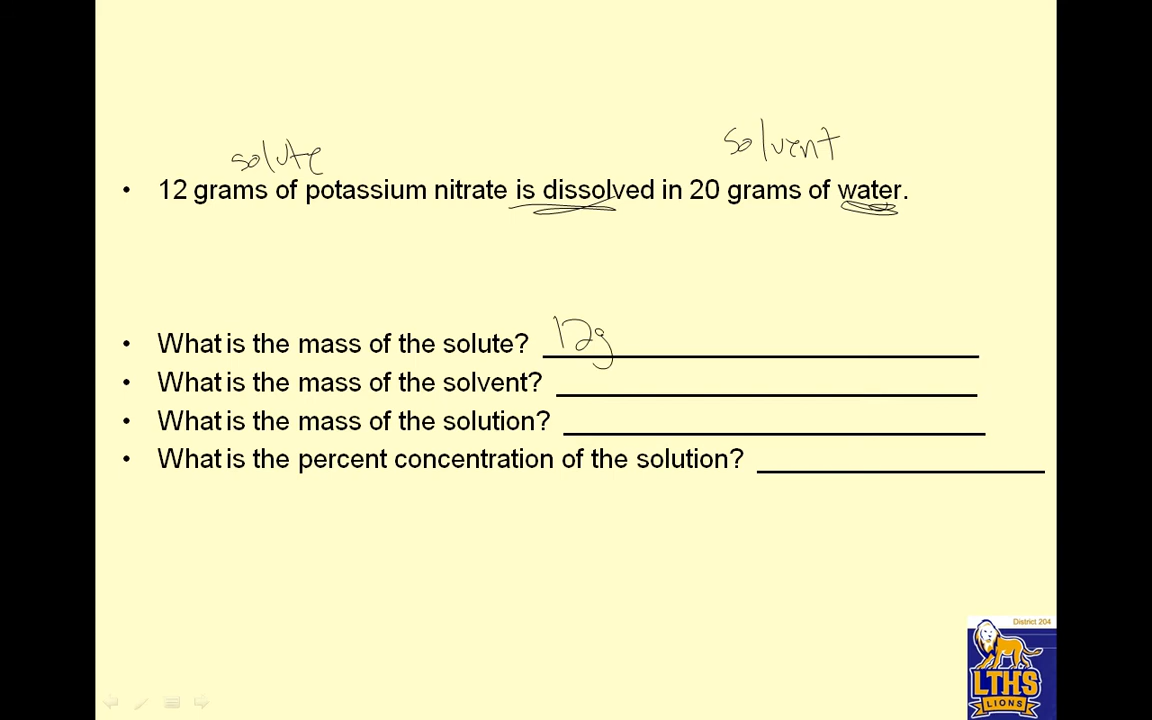 solute
solvent
• 12 grams of potassium nitrate is dissolved in 20 grams of water.
• What is the mass of the solute? 12g
• What is the mass of the solvent?
• What is the mass of the solution?
• What is the percent concentration of the solution?
District 204
LTHS
LIONS